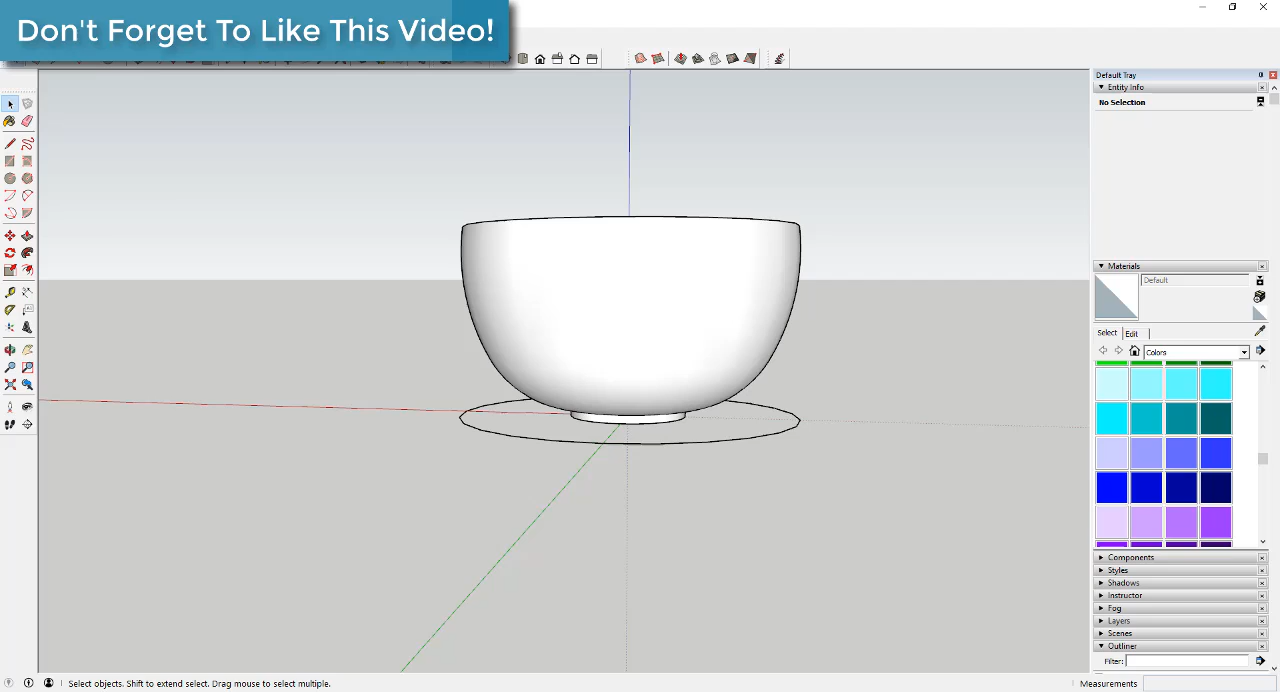 Don't Forget To Like This Video!
Default Tray
Entity Info
No Selection
Materials
Default
Select
Edit
Colors
Components
Styles
Shadows
Instructor
Fog
Layers
Scenes
Outliner
Filter:
Select objects. Shift to extend select. Drag mouse to select multiple.
Measurements